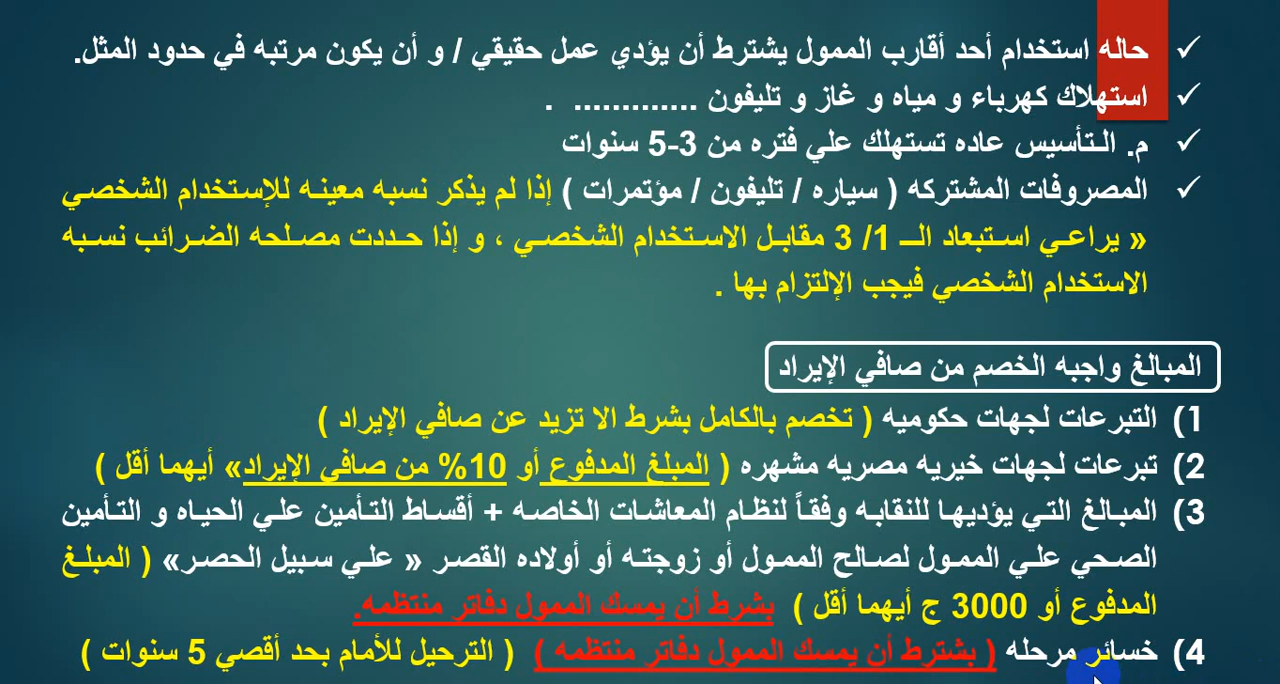 ✓ حاله استخدام أحد أقارب الممول يشترط أن يؤدي عمل حقيقي / و أن يكون مرتبه في حدود المثل.
✓ استهلاك كهرباء و مياه و غاز و تليفون ............. .
✓ م. التأسيس عاده تستهلك علي فتره من 3-5 سنوات
✓ المصروفات المشتركه ( سياره / تليفون / مؤتمرات ) إذا لم يذكر نسبه معينه للإستخدام الشخصي
« يراعي استبعاد الـ 1/ 3 مقابل الاستخدام الشخصي ، و إذا حددت مصلحه الضرائب نسبه
الاستخدام الشخصي فيجب الإلتزام بها .
المبالغ واجبه الخصم من صافي الإيراد
1) التبرعات لجهات حكوميه ( تخصم بالكامل بشرط الا تزيد عن صافي الإيراد )
2) تبرعات لجهات خيريه مصريه مشهره ( المبلغ المدفوع أو 10% من صافي الإيراد» أيهما أقل )
3) المبالغ التي يؤديها للنقابه وفقاً لنظام المعاشات الخاصه + أقساط التأمين علي الحياه و التأمين
الصحي علي الممول لصالح الممول أو زوجته أو أولاده القصر « علي سبيل الحصر» ( المبلغ
المدفوع أو 3000 ج أيهما أقل ) بشرط أن يمسك الممول دفاتر منتظمه.
4) خسائر مرحله ( بشترط أن يمسك الممول دفاتر منتظمه ) ( الترحيل للأمام بحد أقصي 5 سنوات )